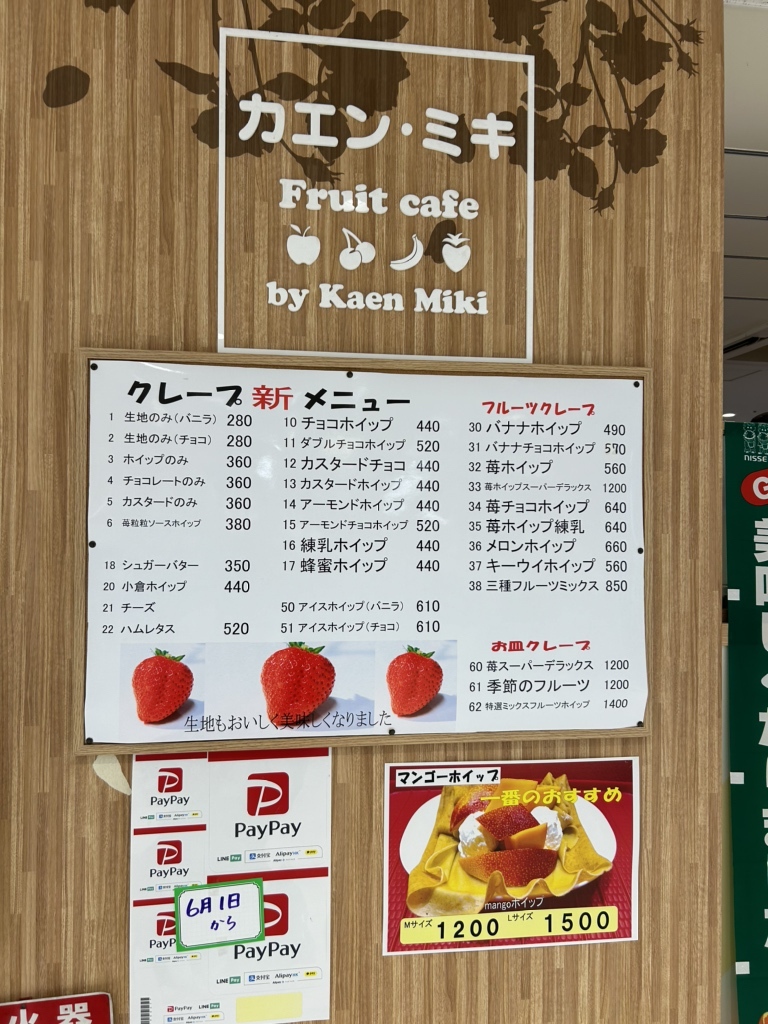 カエン・ミキ
Fruit cafe
by Kaen Miki
クレープ 新 メニュー
1 生地のみ(バニラ) 280
2 生地のみ(チョコ) 280
3 ホイップのみ 360
4 チョコレートのみ 360
5 カスタードのみ 360
6 苺粒粒ソースホイップ 380
18 シュガーバター 350
20 小倉ホイップ 440
21 チーズ
22 ハムレタス 520
10 チョコホイップ 440
11 ダブルチョコホイップ 520
12 カスタードチョコ 440
13 カスタードホイップ 440
14 アーモンドホイップ 440
15 アーモンドチョコホイップ 520
16 練乳ホイップ 440
17 蜂蜜ホイップ 440
50 アイスホイップ(バニラ) 610
51 アイスホイップ(チョコ) 610
フルーツクレープ
30 バナナホイップ 490
31 バナナチョコホイップ 570
32 苺ホイップ 560
33 苺ホイップスーパーデラックス 1200
34 苺チョコホイップ 640
35 苺ホイップ練乳 640
36 メロンホイップ 660
37 キーウイホイップ 560
38 三種フルーツミックス 850
お皿クレープ
60 苺スーパーデラックス 1200
61 季節のフルーツ 1200
62 特選ミックスフルーツホイップ 1400
生地もおいしく美味しくなりました
PayPay
PayPay
PayPay
PayPay
LINE Pay
Alipay
6月1日
から
マンゴーホイップ
一番のおすすめ
mangoホイップ
Mサイズ 1200 Lサイズ 1500
火器
NISSE